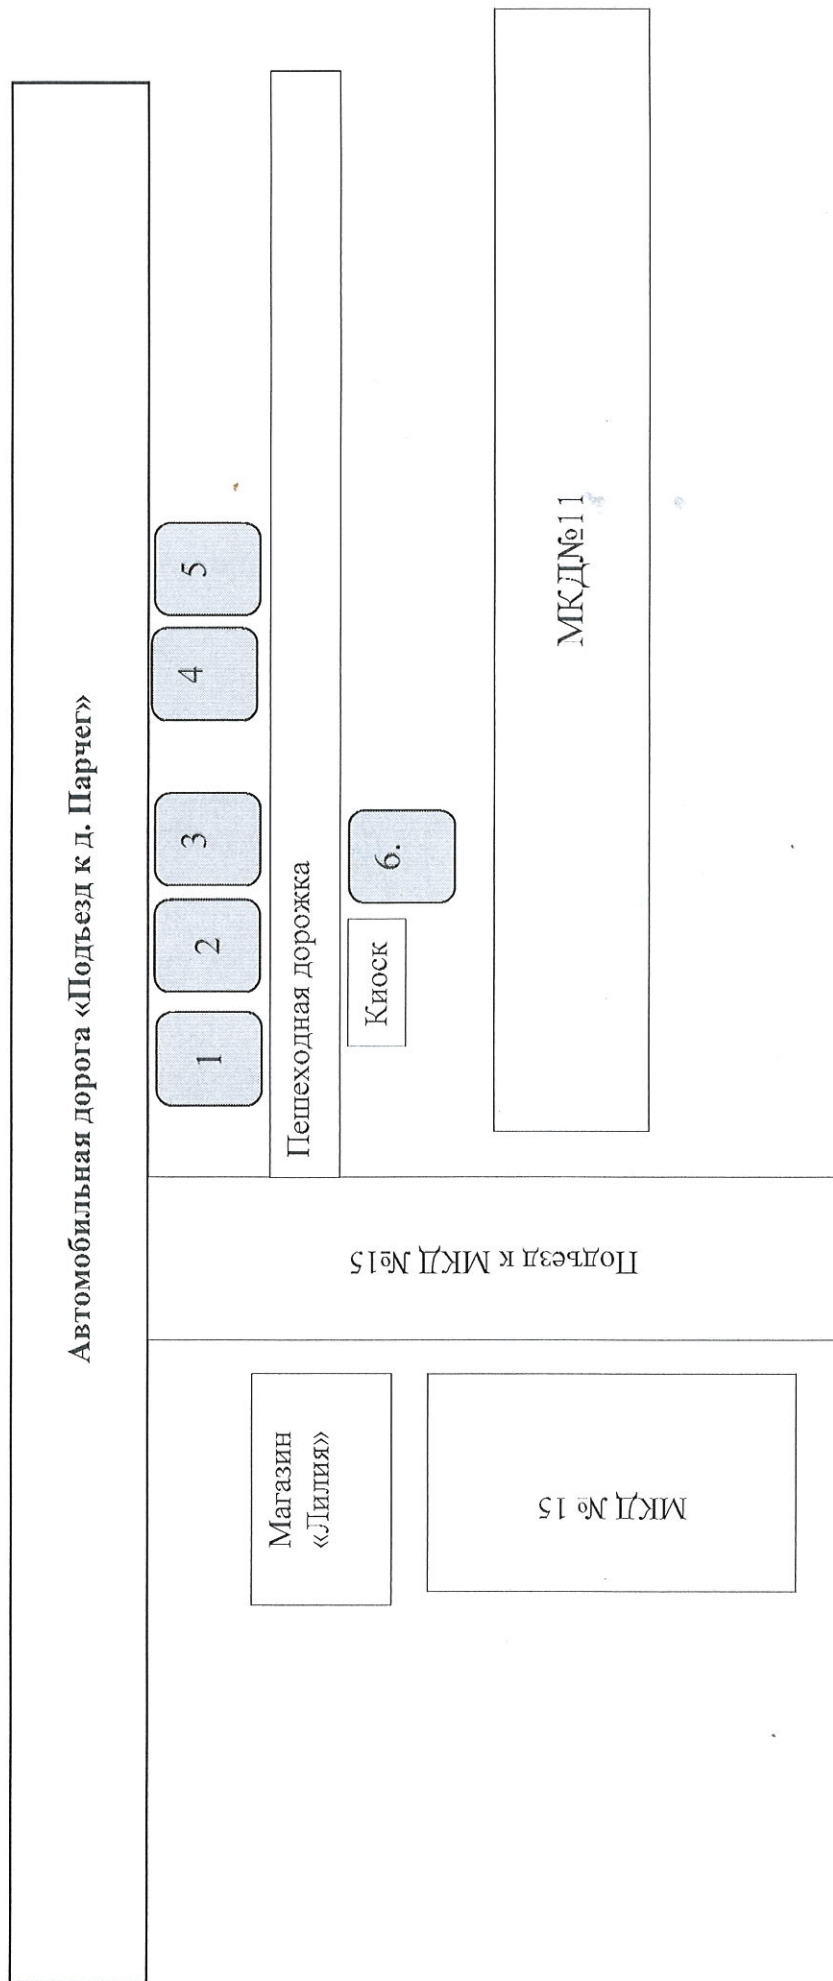 Автомобильная дорога «Подъезд к д. Парчег»
1
2
3
4
5
Пешеходная дорожка
Киоск
6.
МКД№11
Подъезд к МКД №15
Магазин
«Лилия»
МКД № 15